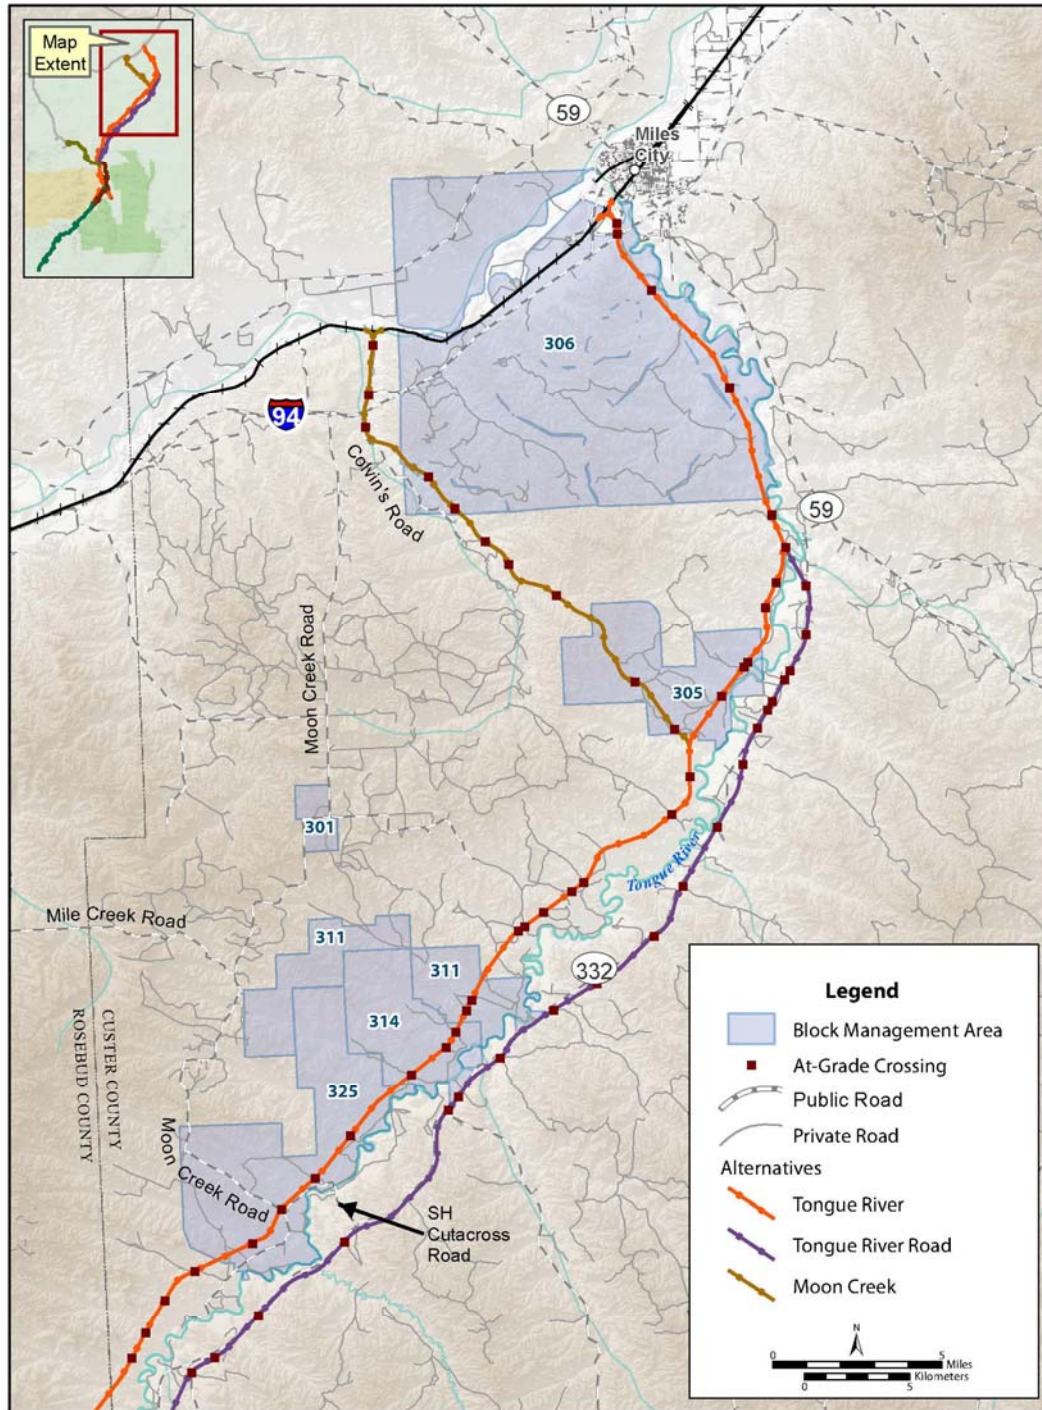 Map
Extent
59
Miles
City
306
94
Colvin's Road
59
Moon Creek Road
305
301
Tongue River
Mile Creek Road
311
311
332
314
CUSTER COUNTY
ROSEBUD COUNTY
325
Moon Creek Road
SH
Cutacross
Road
Legend
Block Management Area
At-Grade Crossing
Public Road
Private Road
Alternatives
Tongue River
Tongue River Road
Moon Creek
N
0 5
Miles
0 5
Kilometers